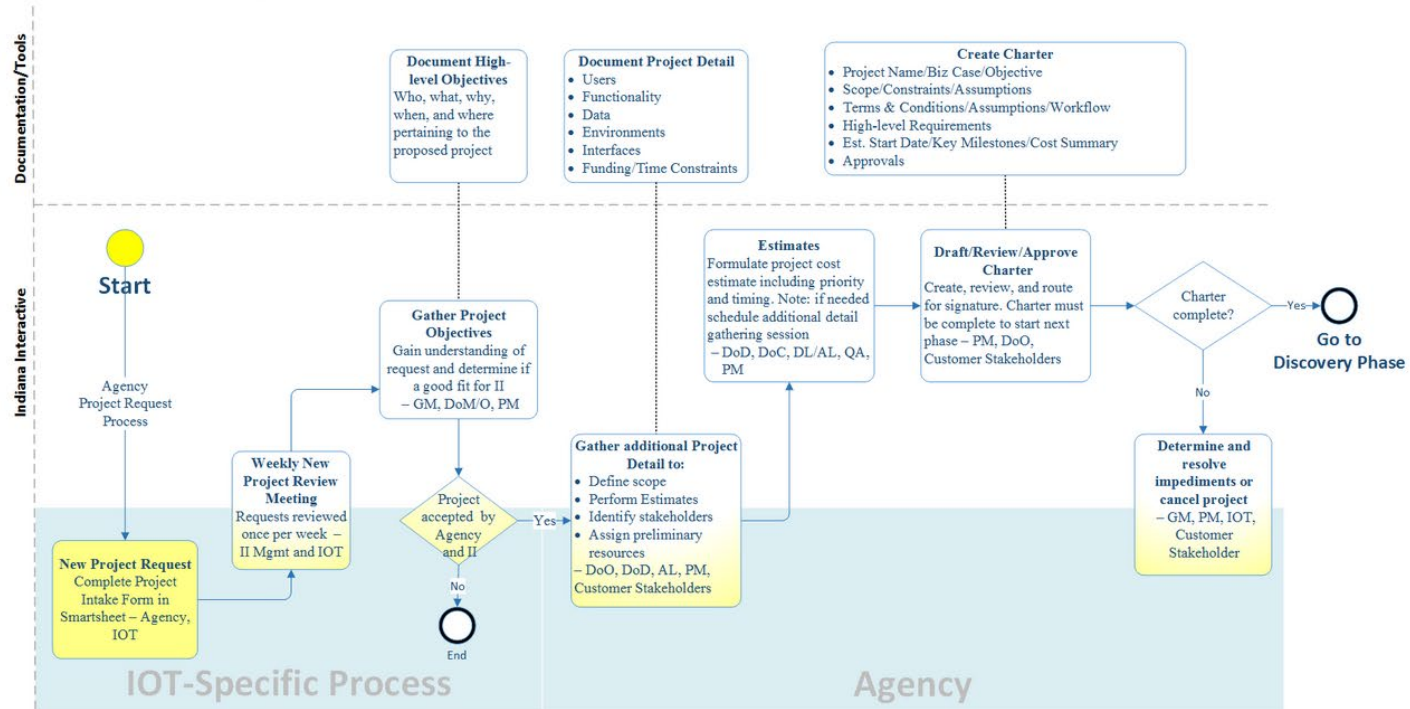 Documentation/Tools
Document High-
level Objectives
Who, what, why,
when, and where
pertaining to the
proposed project
Document Project Detail
• Users
• Functionality
• Data
• Environments
• Interfaces
• Funding/Time Constraints
Create Charter
• Project Name/Biz Case/Objective
• Scope/Constraints/Assumptions
• Terms & Conditions/Assumptions/Workflow
• High-level Requirements
• Est. Start Date/Key Milestones/Cost Summary
• Approvals
Indiana Interactive
Start
Agency
Project Request
Process
New Project Request
Complete Project
Intake Form in
Smartsheet – Agency,
IOT
Weekly New
Project Review
Meeting
Requests reviewed
once per week –
II Mgmt and IOT
Gather Project
Objectives
Gain understanding of
request and determine if
a good fit for II
– GM, DoM/O, PM
Project
accepted by
Agency
and II
Yes
No
End
Gather additional Project
Detail to:
• Define scope
• Perform Estimates
• Identify stakeholders
• Assign preliminary
resources
– DoO, DoD, AL, PM,
Customer Stakeholders
Estimates
Formulate project cost
estimate including priority
and timing. Note: if needed
schedule additional detail
gathering session
– DoD, DoC, DL/AL, QA,
PM
Draft/Review/Approve
Charter
Create, review, and route
for signature. Charter must
be complete to start next
phase – PM, DoO,
Customer Stakeholders
Charter
complete?
Yes
Go to
Discovery Phase
No
Determine and
resolve
impediments or
cancel project
– GM, PM, IOT,
Customer
Stakeholder
IOT-Specific Process
Agency